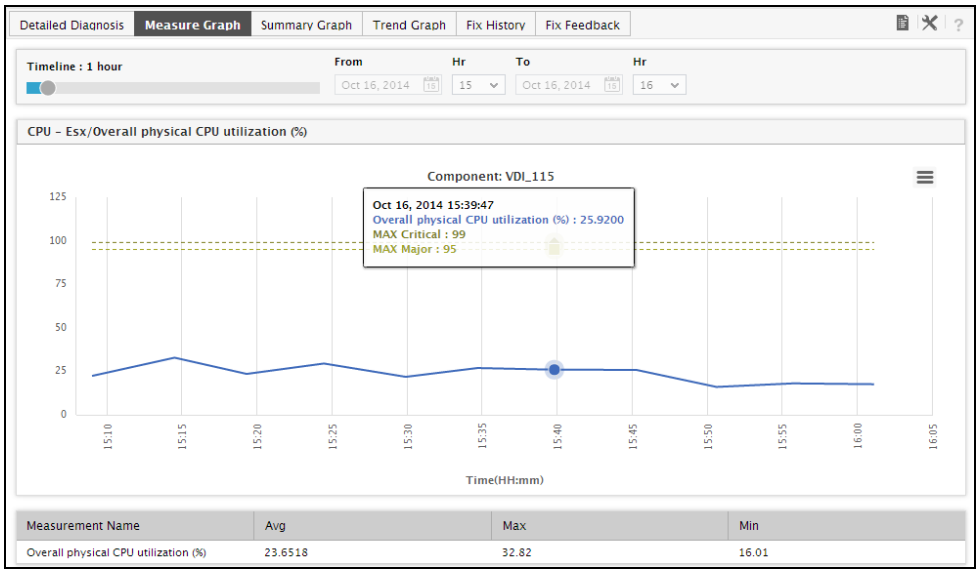 Detailed Diagnosis Measure Graph Summary Graph Trend Graph Fix History Fix Feedback ?
Timeline : 1 hour From Hr To Hr
Oct 16, 2014 15 15 Oct 16, 2014 15 16
CPU - Esx/Overall physical CPU utilization (%)
Component: VDI_115
Oct 16, 2014 15:39:47
Overall physical CPU utilization (%) : 25.9200
MAX Critical : 99
MAX Major : 95
125
100
75
50
25
0
15:10 15:15 15:20 15:25 15:30 15:35 15:40 15:45 15:50 15:55 16:00 16:05
Time(HH:mm)
Measurement Name Avg Max Min
Overall physical CPU utilization (%) 23.6518 32.82 16.01